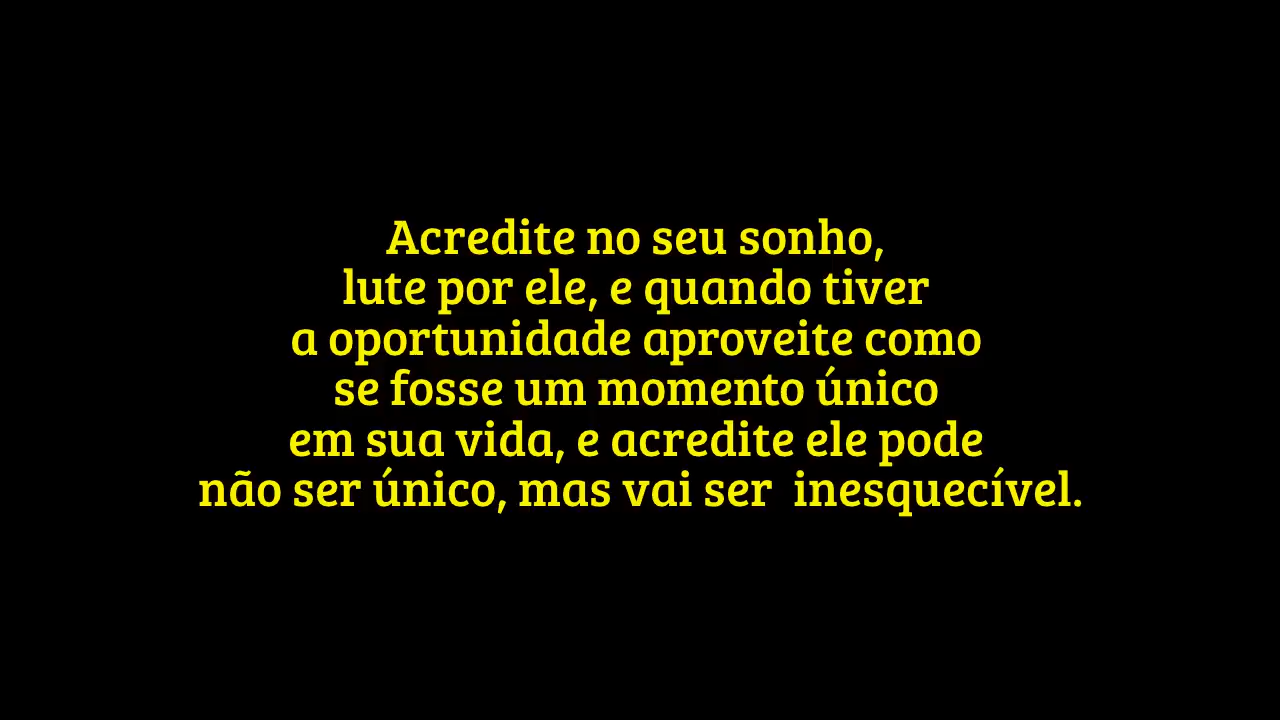 Acredite no seu sonho,
lute por ele, e quando tiver
a oportunidade aproveite como
se fosse um momento único
em sua vida, e acredite ele pode
não ser único, mas vai ser  inesquecível.